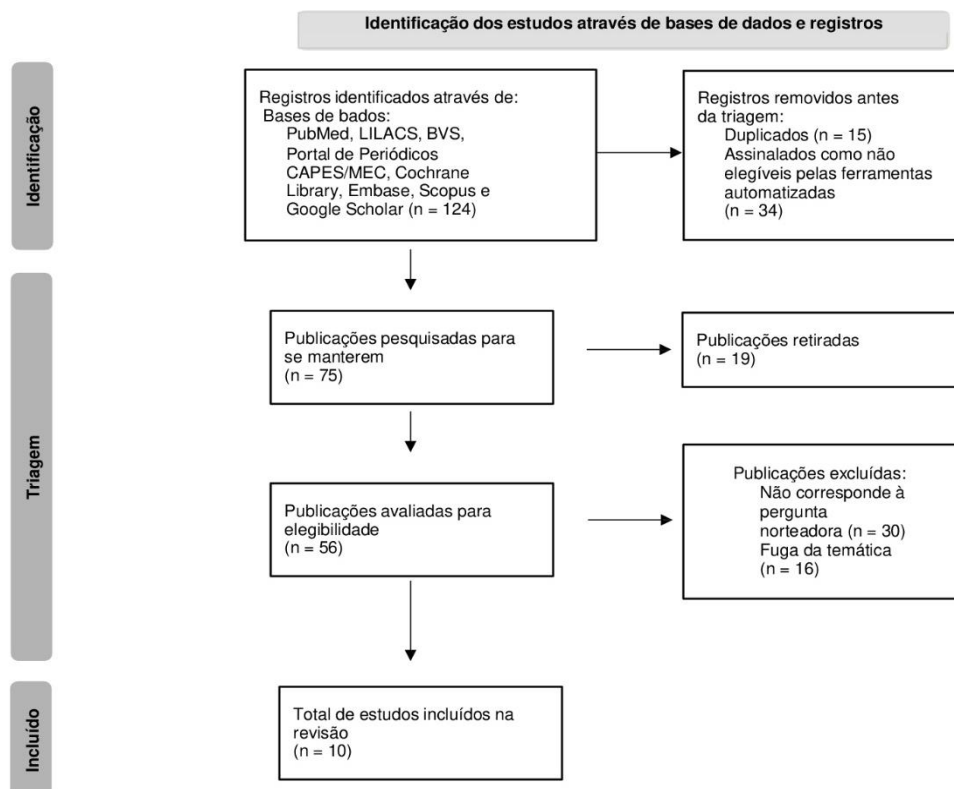 Identificação dos estudos através de bases de dados e registros
Identificação
Registros identificados através de:
Bases de bados:
PubMed, LILACS, BVS,
Portal de Periódicos
CAPES/MEC, Cochrane
Library, Embase, Scopus e
Google Scholar (n = 124)
Registros removidos antes
da triagem:
Duplicados (n = 15)
Assinalados como não
elegíveis pelas ferramentas
automatizadas
(n = 34)
Triagem
Publicações pesquisadas para
se manterem
(n = 75)
Publicações retiradas
(n = 19)
Publicações avaliadas para
elegibilidade
(n = 56)
Publicações excluídas:
Não corresponde à
pergunta
norteadora (n = 30)
Fuga da temática
(n = 16)
Incluído
Total de estudos incluídos na
revisão
(n = 10)